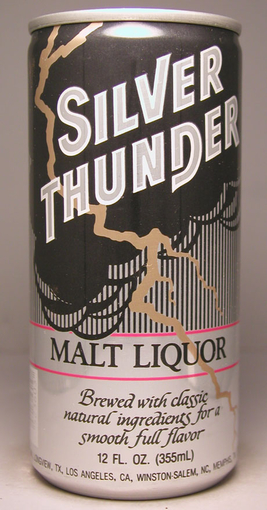 SILVER
THUNDER
MALT LIQUOR
Brewed with classic
natural ingredients for a
smooth full flavor
12 FL. OZ. (355mL)
TX, LOS ANGELES, CA, WINSTON-SALEM, NC,